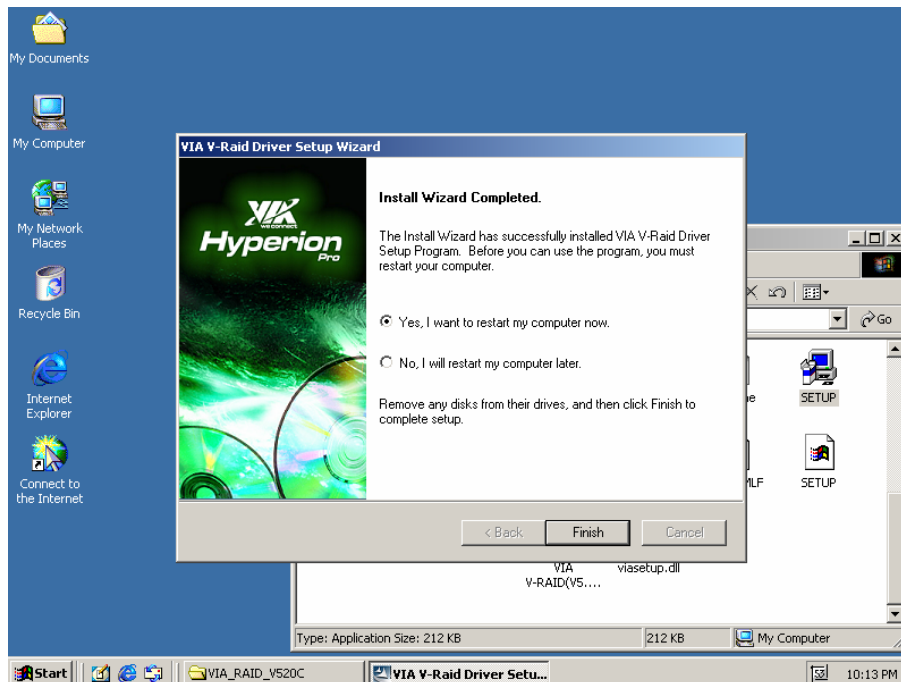 My Documents
My Computer
My Network
Places
Recycle Bin
Internet
Explorer
Connect to
the Internet
VIA V-Raid Driver Setup Wizard
VIA
we connect
Hyperion
Pro
Install Wizard Completed.
The Install Wizard has successfully installed VIA V-Raid Driver
Setup Program. Before you can use the program, you must
restart your computer.
Yes, I want to restart my computer now.
No, I will restart my computer later.
Remove any disks from their drives, and then click Finish to
complete setup.
< Back
Finish
Cancel
Go
SETUP
SETUP
VIA
V-RAID(V5....
viasetup.dll
Type: Application Size: 212 KB
212 KB
My Computer
Start
VIA_RAID_V520C
VIA V-Raid Driver Setu...
10:13 PM